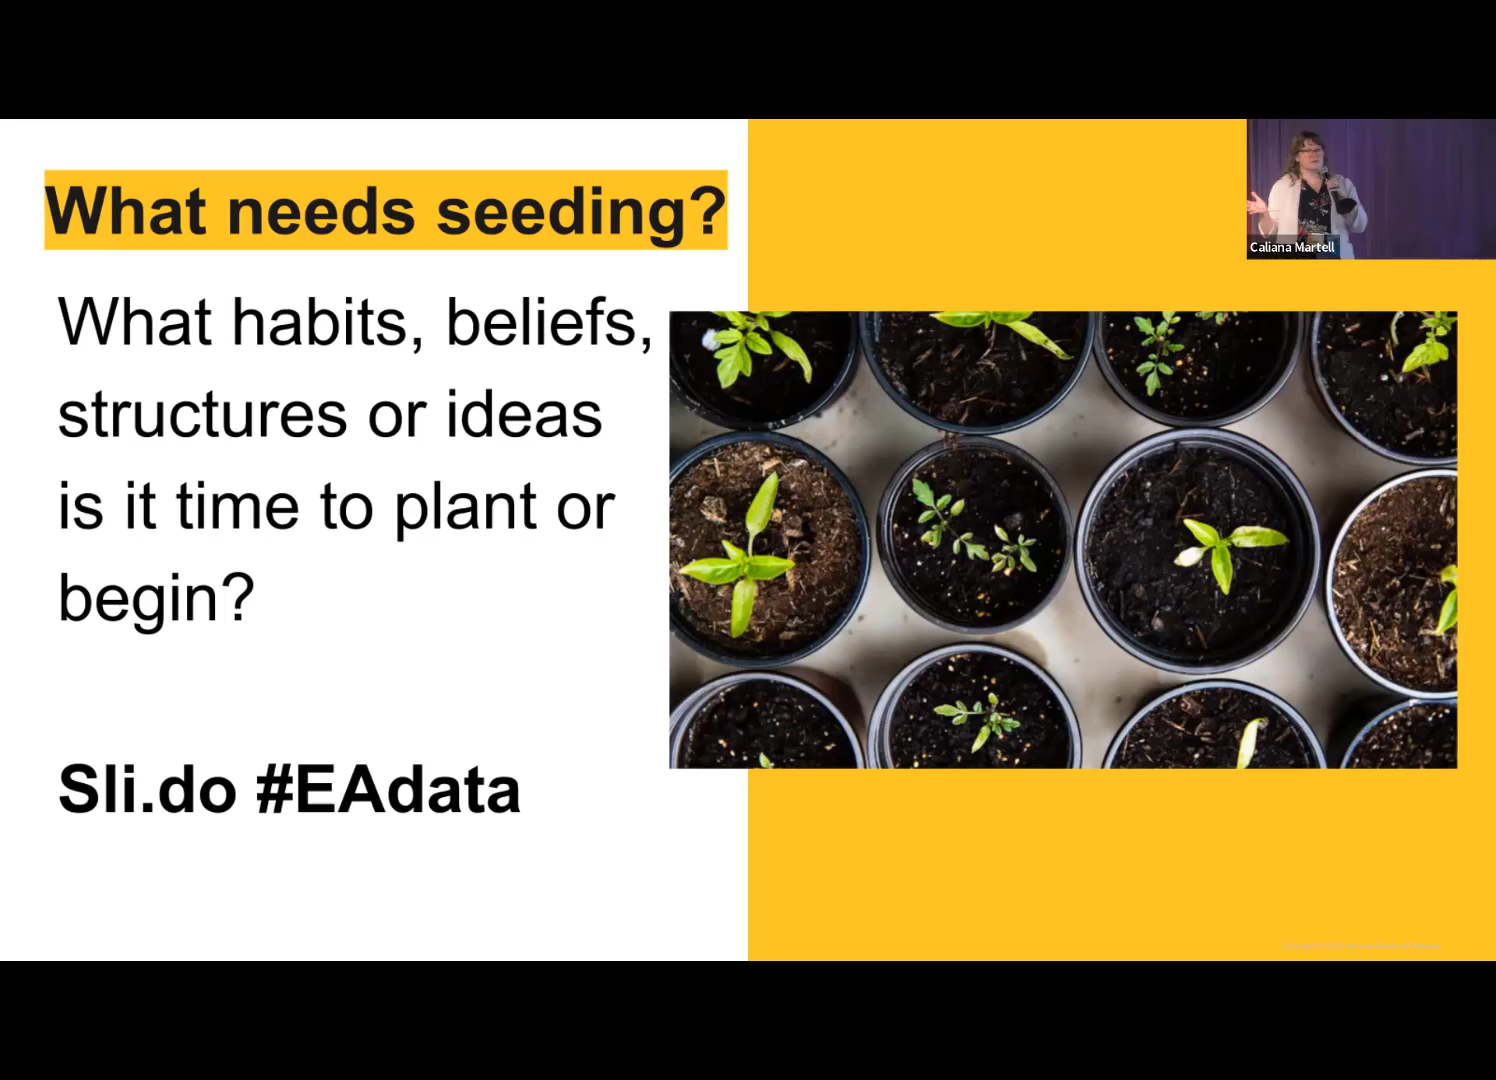 What needs seeding?
What habits, beliefs,
structures or ideas
is it time to plant or
begin?
Sli.do #EAdata
Caliana Martell